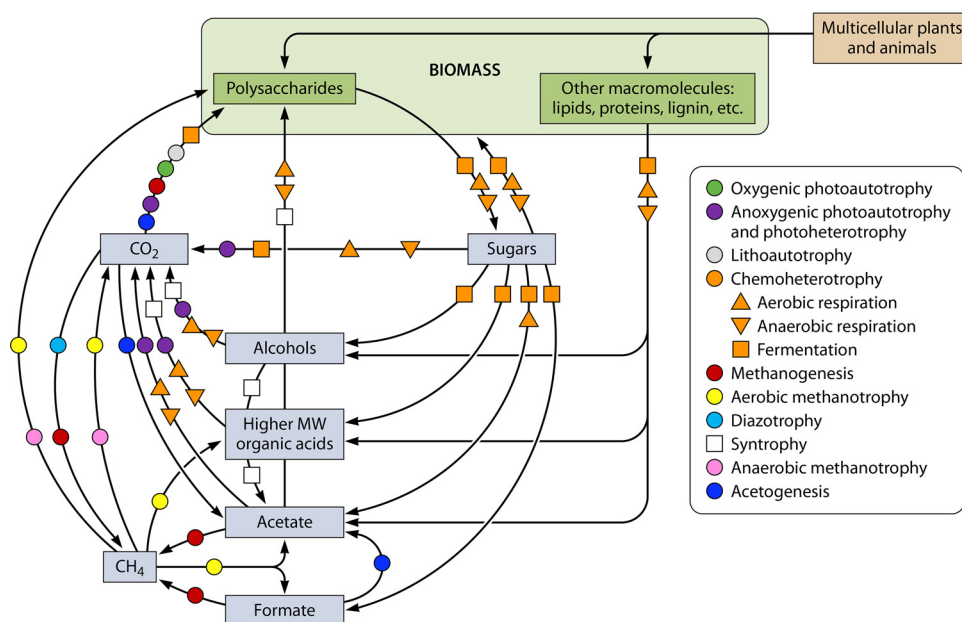 Multicellular plants
and animals
BIOMASS
Polysaccharides
Other macromolecules:
lipids, proteins, lignin, etc.
CO₂
Sugars
Alcohols
Higher MW
organic acids
Acetate
CH₄
Formate
Oxygenic photoautotrophy
Anoxygenic photoautotrophy
and photoheterotrophy
Lithoautotrophy
Chemoheterotrophy
Aerobic respiration
Anaerobic respiration
Fermentation
Methanogenesis
Aerobic methanotrophy
Diazotrophy
Syntrophy
Anaerobic methanotrophy
Acetogenesis